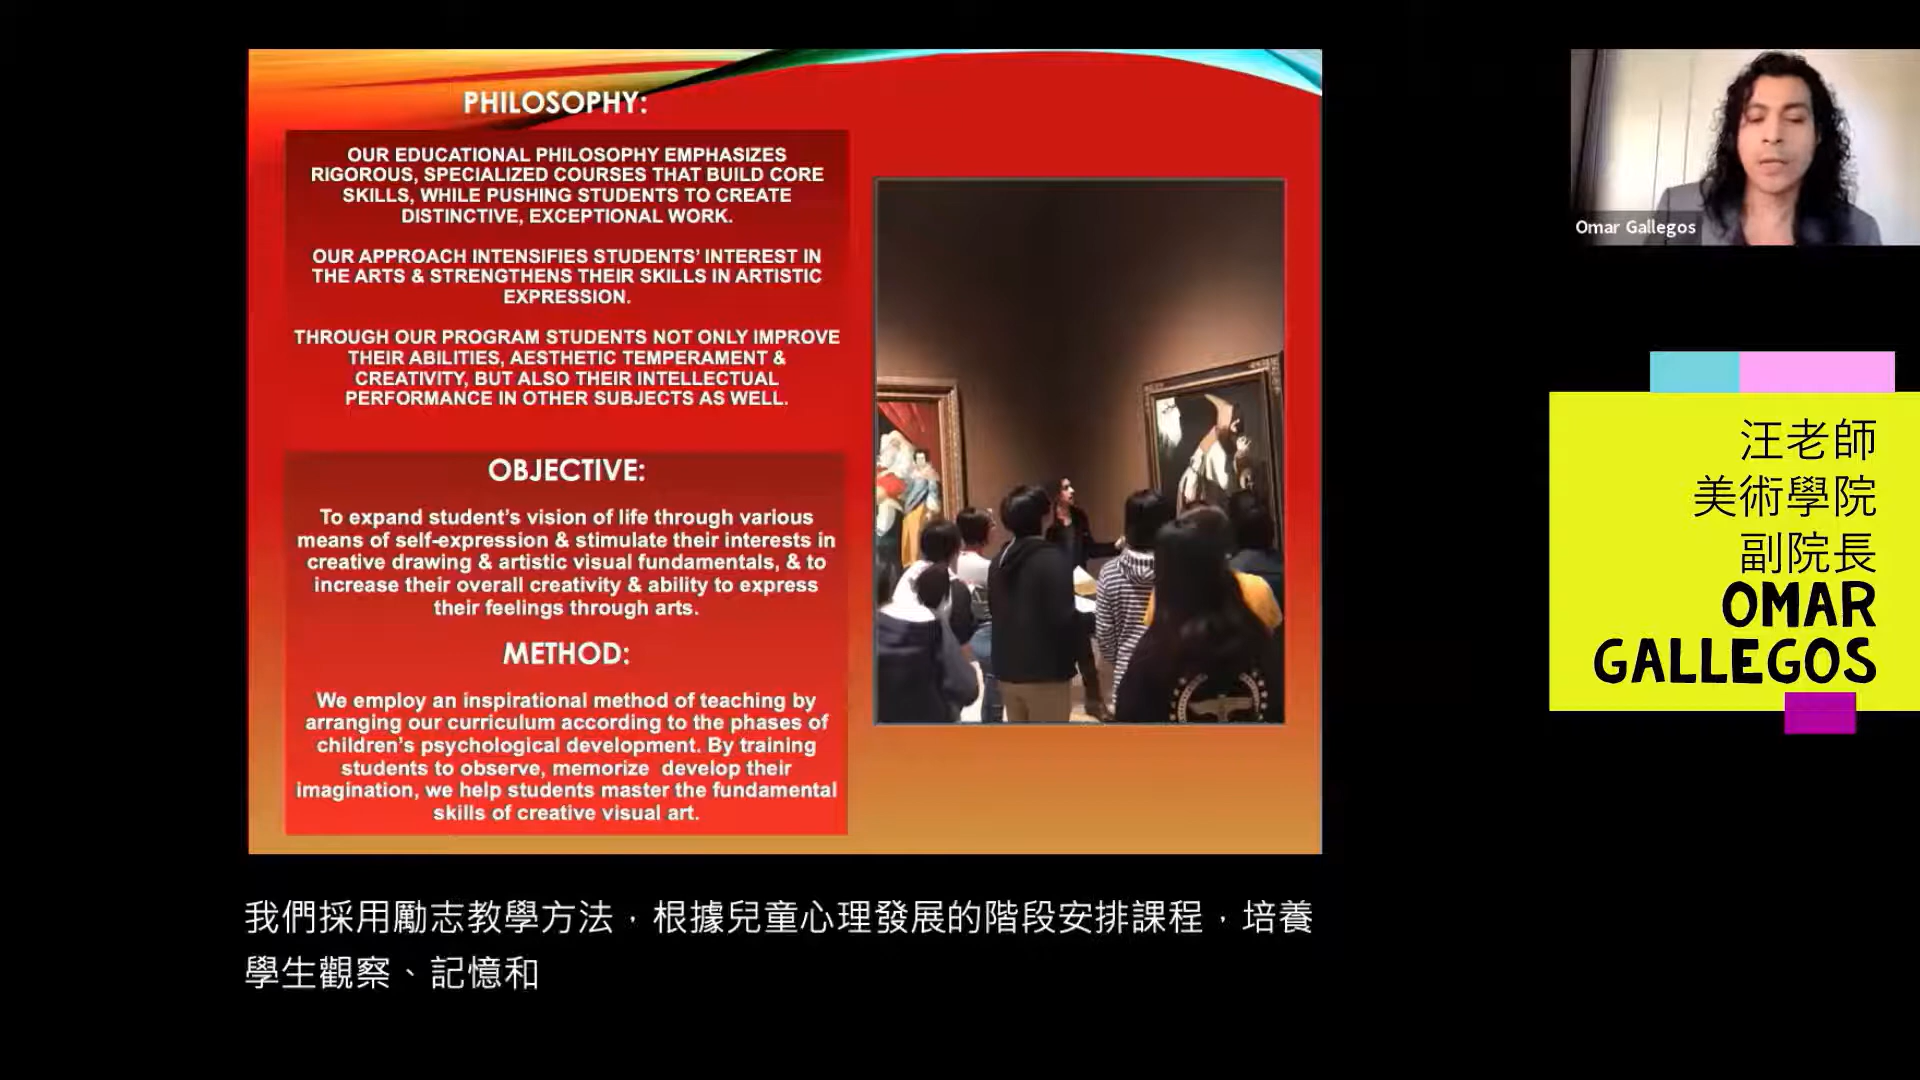 PHILOSOPHY:
OUR EDUCATIONAL PHILOSOPHY EMPHASIZES
RIGOROUS, SPECIALIZED COURSES THAT BUILD CORE
SKILLS, WHILE PUSHING STUDENTS TO CREATE
DISTINCTIVE, EXCEPTIONAL WORK.
OUR APPROACH INTENSIFIES STUDENTS’ INTEREST IN
THE ARTS & STRENGTHENS THEIR SKILLS IN ARTISTIC
EXPRESSION.
THROUGH OUR PROGRAM STUDENTS NOT ONLY IMPROVE
THEIR ABILITIES, AESTHETIC TEMPERAMENT &
CREATIVITY, BUT ALSO THEIR INTELLECTUAL
PERFORMANCE IN OTHER SUBJECTS AS WELL.
OBJECTIVE:
To expand student’s vision of life through various
means of self-expression & stimulate their interests in
creative drawing & artistic visual fundamentals, & to
increase their overall creativity & ability to express
their feelings through arts.
METHOD:
We employ an inspirational method of teaching by
arranging our curriculum according to the phases of
children’s psychological development. By training
students to observe, memorize  develop their
imagination, we help students master the fundamental
skills of creative visual art.
Omar Gallegos
汪老師
美術學院
副院長
OMAR
GALLEGOS
我們採用勵志教學方法，根據兒童心理發展的階段安排課程，培養
學生觀察、記憶和